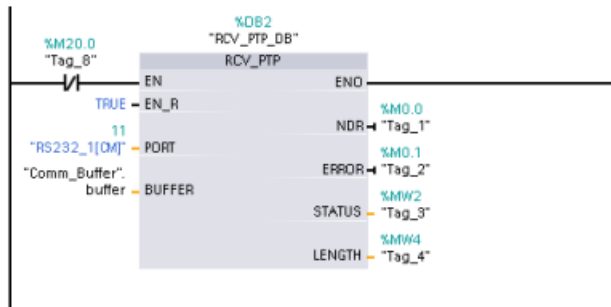 %DB2
"RCV_PTP_DB"
%M20.0
"Tag_8"
RCV_PTP
EN
ENO
TRUE
EN_R
%M0.0
NDR
"Tag_1"
11
"RS232_1[CM]"
PORT
%M0.1
ERROR
"Tag_2"
"Comm_Buffer".
buffer
BUFFER
%MW2
STATUS
"Tag_3"
%MW4
LENGTH
"Tag_4"